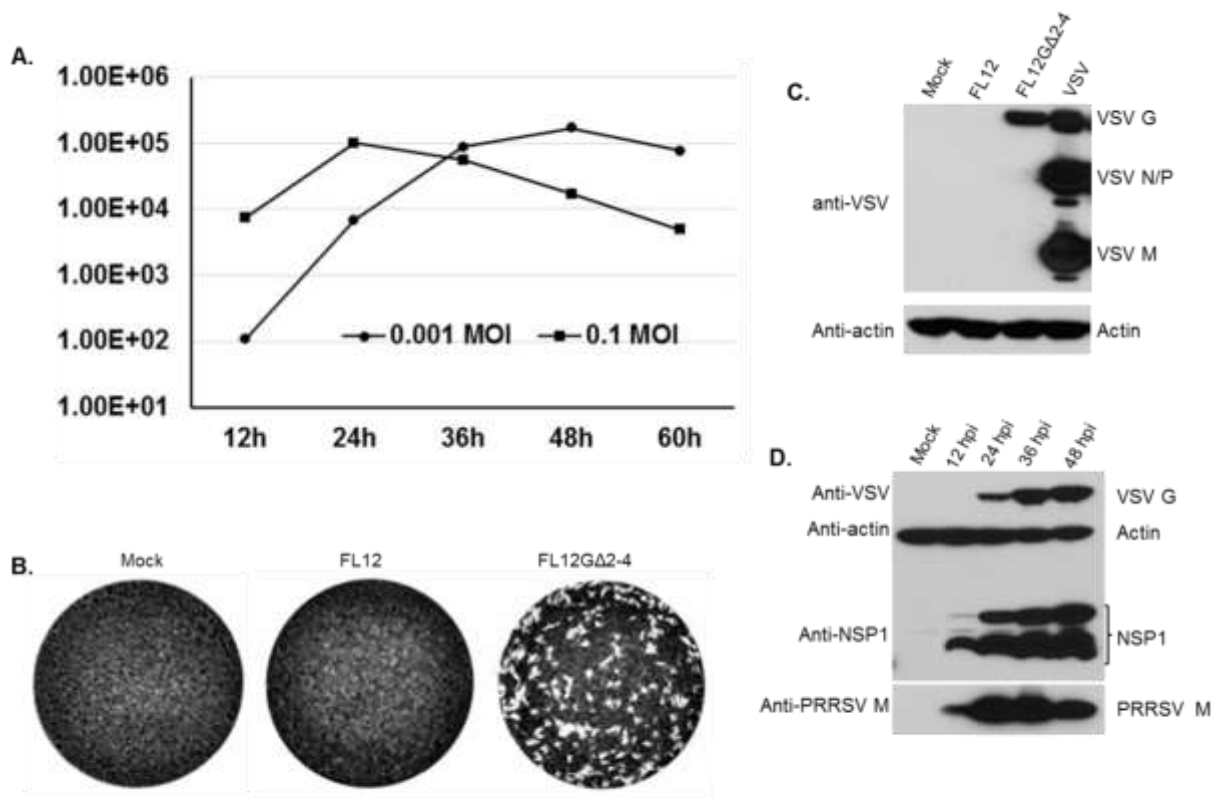 A.
1.00E+06
1.00E+05
1.00E+04
1.00E+03
1.00E+02
1.00E+01
0.001 MOI 0.1 MOI
12h 24h 36h 48h 60h
B.
Mock FL12 FL12GΔ2-4
C.
Mock FL12 FL12GΔ2-4 VSV
VSV G
VSV N/P
anti-VSV
VSV M
Anti-actin Actin
D.
Mock 12 hpi 24 hpi 36 hpi 48 hpi
Anti-VSV VSV G
Anti-actin Actin
Anti-NSP1 NSP1
Anti-PRRSV M PRRSV M